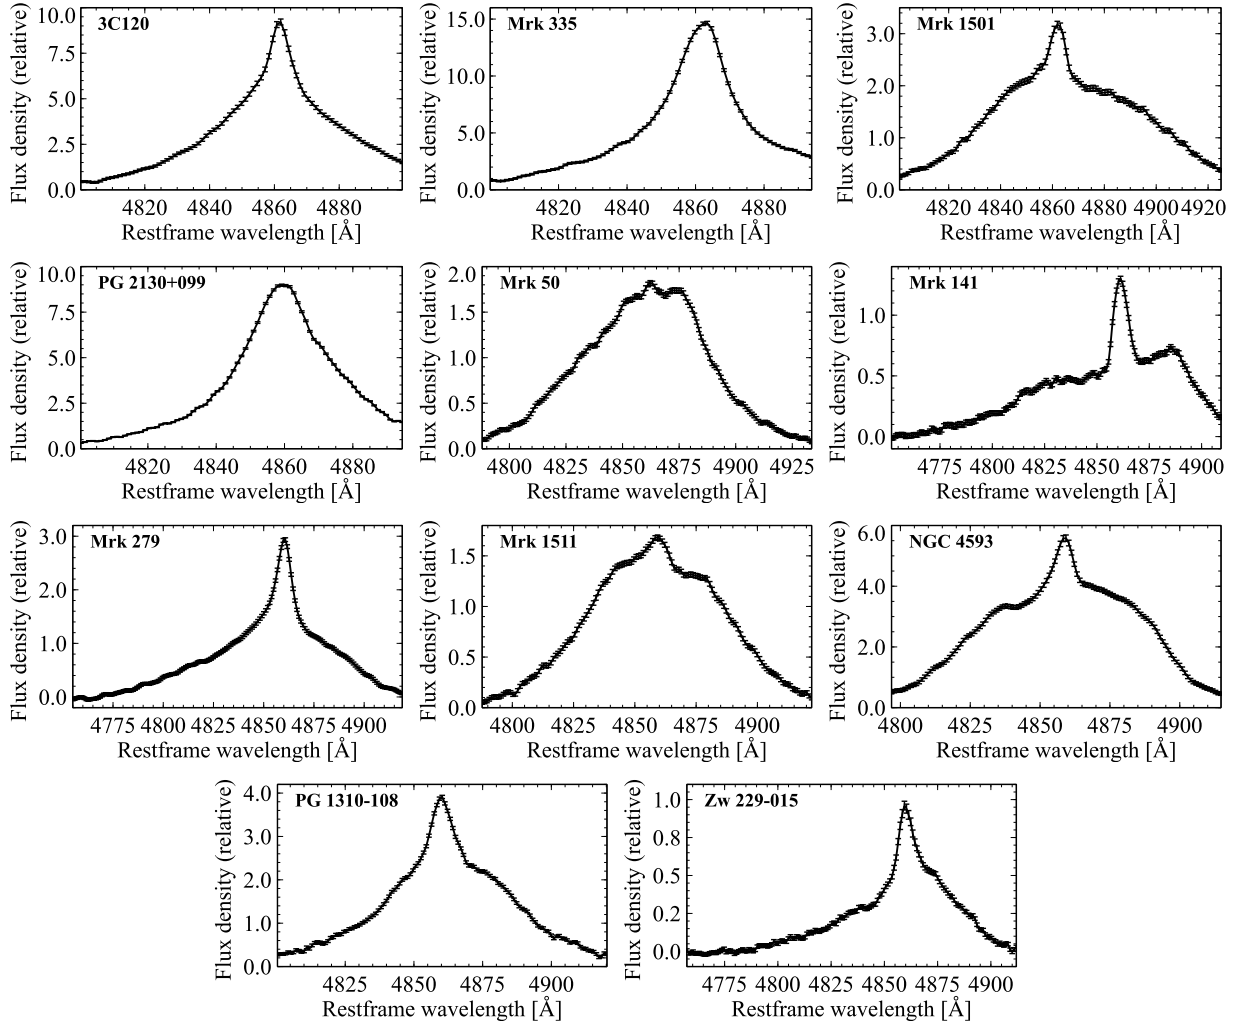 3C120
Flux density (relative)
10.0
7.5
5.0
2.5
0.0
4820 4840 4860 4880
Restframe wavelength [Å]
Mrk 335
Flux density (relative)
15.0
10.0
5.0
0.0
4820 4840 4860 4880
Restframe wavelength [Å]
Mrk 1501
Flux density (relative)
3.0
2.0
1.0
0.0
4820 4840 4860 4880 4900 4920
Restframe wavelength [Å]
PG 2130+099
Flux density (relative)
10.0
7.5
5.0
2.5
0.0
4820 4840 4860 4880
Restframe wavelength [Å]
Mrk 50
Flux density (relative)
2.0
1.5
1.0
0.5
0.0
4800 4825 4850 4875 4900 4925
Restframe wavelength [Å]
Mrk 141
Flux density (relative)
1.0
0.5
0.0
4775 4800 4825 4850 4875 4900
Restframe wavelength [Å]
Mrk 279
Flux density (relative)
3.0
2.0
1.0
0.0
4775 4800 4825 4850 4875 4900
Restframe wavelength [Å]
Mrk 1511
Flux density (relative)
1.5
1.0
0.5
0.0
4800 4825 4850 4875 4900
Restframe wavelength [Å]
NGC 4593
Flux density (relative)
6.0
4.0
2.0
0.0
4800 4825 4850 4875 4900
Restframe wavelength [Å]
PG 1310-108
Flux density (relative)
4.0
3.0
2.0
1.0
0.0
4825 4850 4875 4900
Restframe wavelength [Å]
Zw 229-015
Flux density (relative)
1.0
0.8
0.5
0.2
0.0
4775 4800 4825 4850 4875 4900
Restframe wavelength [Å]